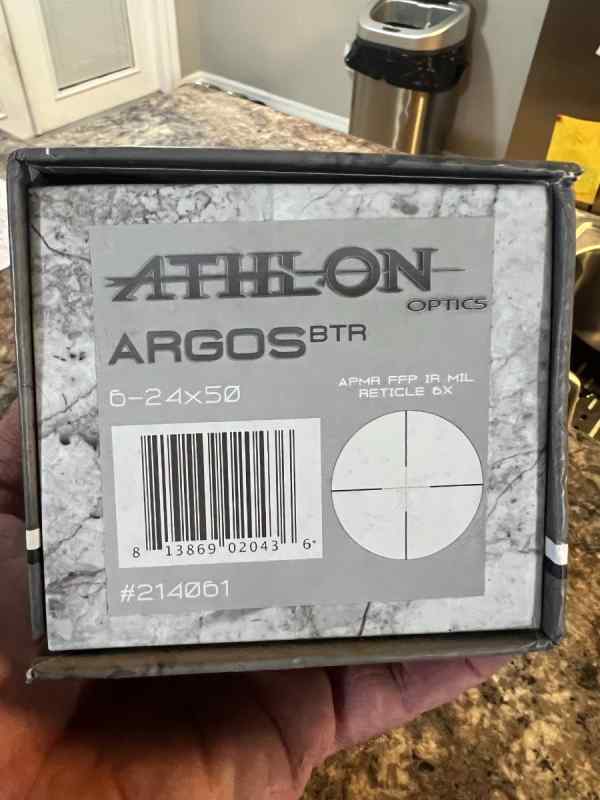 ATHLON
OPTICS
ARGOS BTR
6-24x50
APMR FFP IR MIL
RETICLE 6X
8 13869 02043 6
#214061